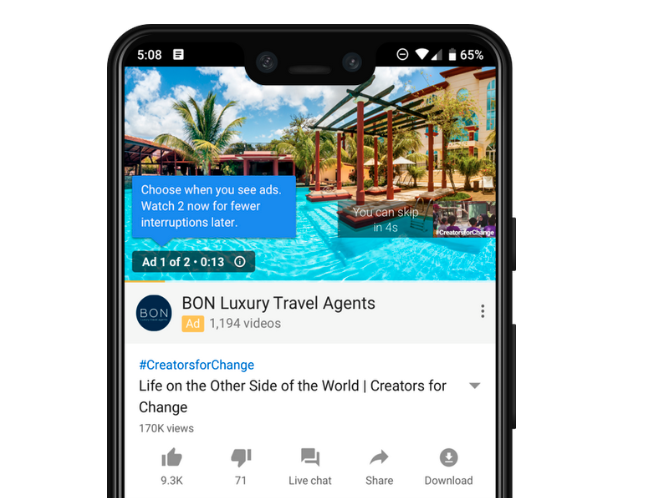 5:08
65%
Choose when you see ads.
Watch 2 now for fewer
interruptions later.
You can skip
in 4s
#CreatorsforChange
Ad 1 of 2 • 0:13
BON
BON Luxury Travel Agents
Ad 1,194 videos
#CreatorsforChange
Life on the Other Side of the World | Creators for
Change
170K views
9.3K 71 Live chat Share Download